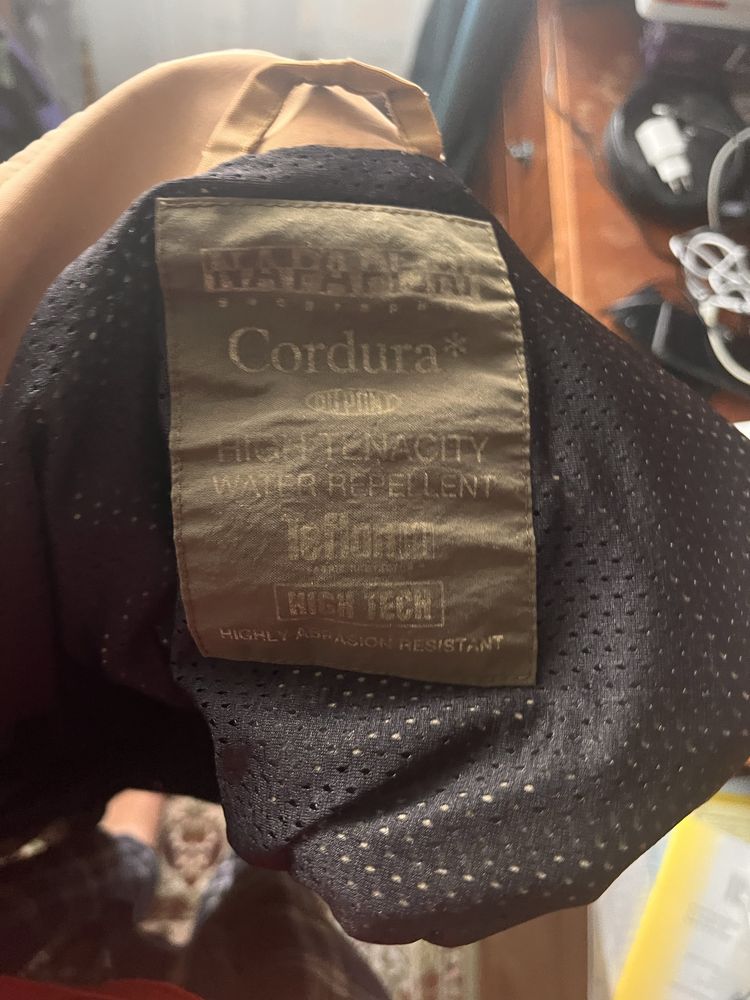 NAPAPIJRI
geographic
Cordura*
DUPONT
HIGH TENACITY
WATER REPELLENT
Teflon
HIGH TECH
HIGHLY ABRASION RESISTANT